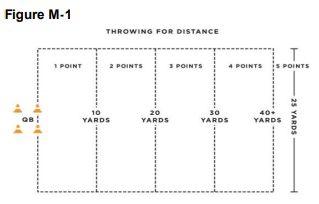 Figure M-1
THROWING FOR DISTANCE
1 POINT 2 POINTS 3 POINTS 4 POINTS 5 POINTS
QB
10 YARDS
20 YARDS
30 YARDS
40+ YARDS
25 YARDS